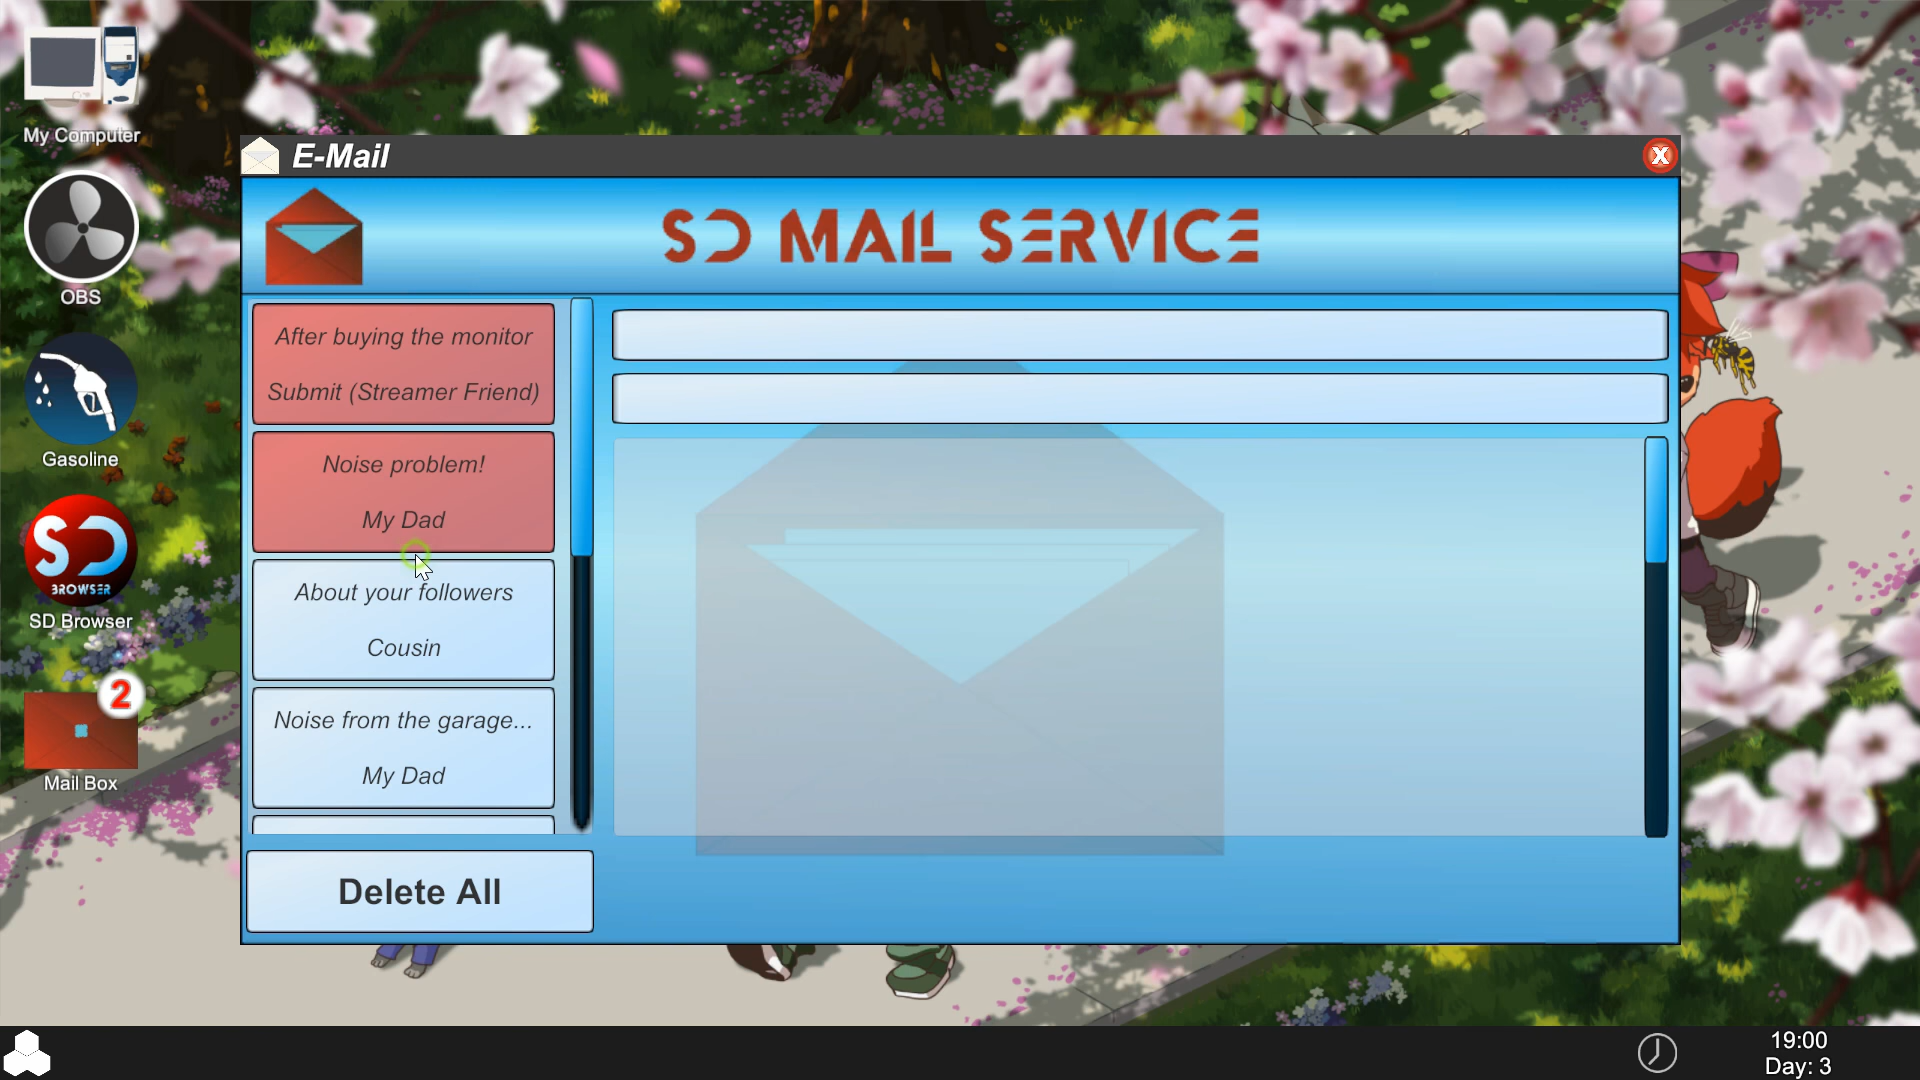 My Computer
OBS
Gasoline
SD
BROWSER
SD Browser
2
Mail Box
E-Mail
X
SD MAIL SERVICE
After buying the monitor
Submit (Streamer Friend)
Noise problem!
My Dad
About your followers
Cousin
Noise from the garage...
My Dad
Delete All
19:00
Day: 3